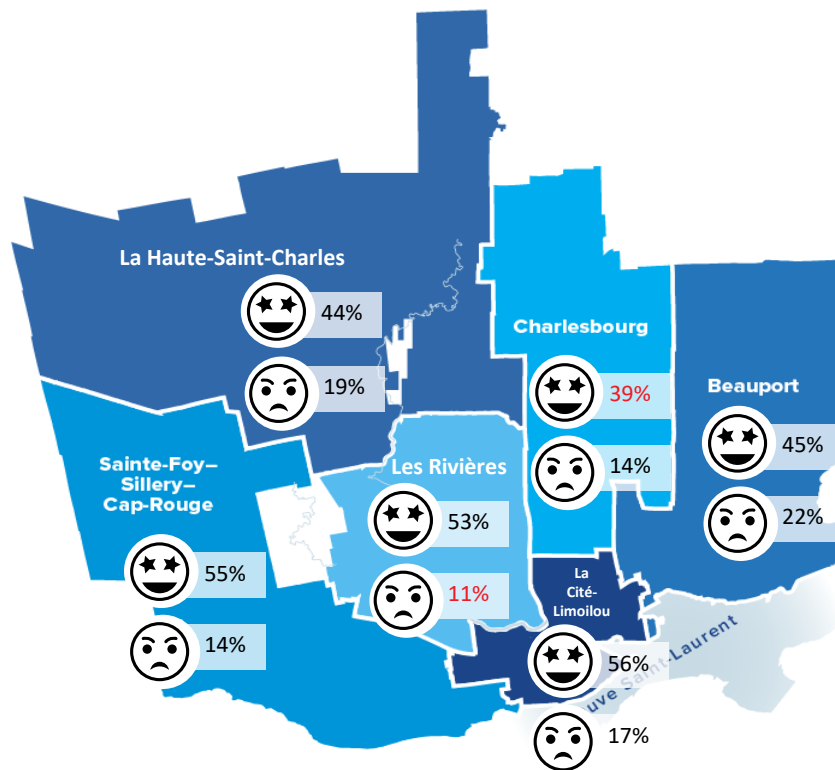 La Haute-Saint-Charles
44%
19%
Charlesbourg
39%
14%
Beauport
45%
22%
Sainte-Foy–
Sillery–
Cap-Rouge
55%
14%
Les Rivières
53%
11%
La
Cité-
Limoilou
56%
17%
uve Saint-Laurent